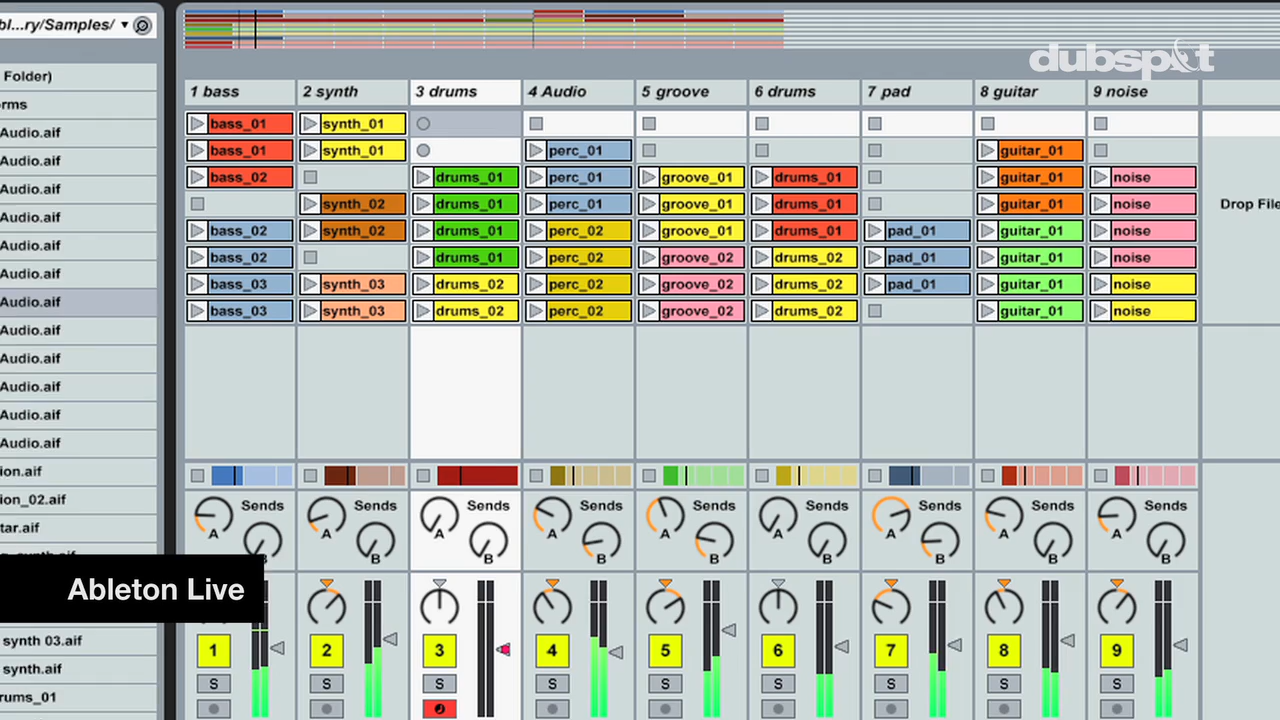 bl...ry/Samples/
dubspot
Folder)
rms
1 bass 2 synth 3 drums 4 Audio 5 groove 6 drums 7 pad 8 guitar 9 noise
bass_01 synth_01
Audio.aif
bass_01 synth_01 perc_01 guitar_01
Audio.aif
bass_02 drums_01 perc_01 groove_01 drums_01 guitar_01 noise
Audio.aif
synth_02 drums_01 perc_01 groove_01 drums_01 guitar_01 noise Drop File
Audio.aif
bass_02 synth_02 drums_01 perc_02 groove_01 drums_01 pad_01 guitar_01 noise
Audio.aif
bass_02 drums_01 perc_02 groove_02 drums_02 pad_01 guitar_01 noise
Audio.aif
bass_03 synth_03 drums_02 perc_02 groove_02 drums_02 pad_01 guitar_01 noise
Audio.aif
bass_03 synth_03 drums_02 perc_02 groove_02 drums_02 guitar_01 noise
Audio.aif
Audio.aif
Audio.aif
Audio.aif
Audio.aif
ion.aif
ion_02.aif
Sends Sends Sends Sends Sends Sends Sends Sends Sends
tar.aif
A A A A A A A A A
B B B B B B B B B
Ableton Live
synth 03.aif
1 2 3 4 5 6 7 8 9
synth.aif
S S S S S S S S S
rums_01